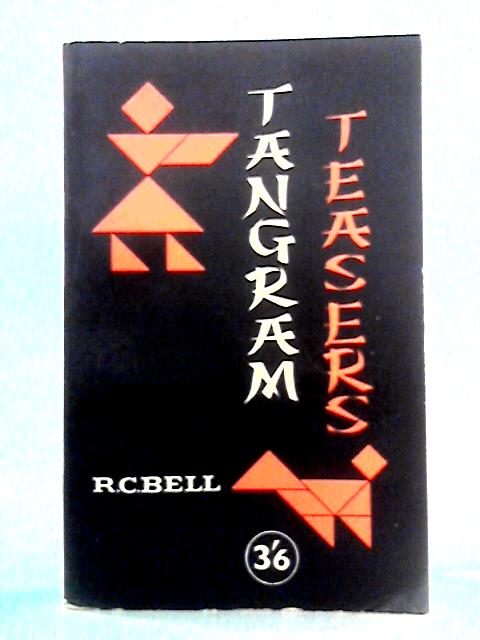 TANGRAM
TEASERS
R.C.BELL
3'6